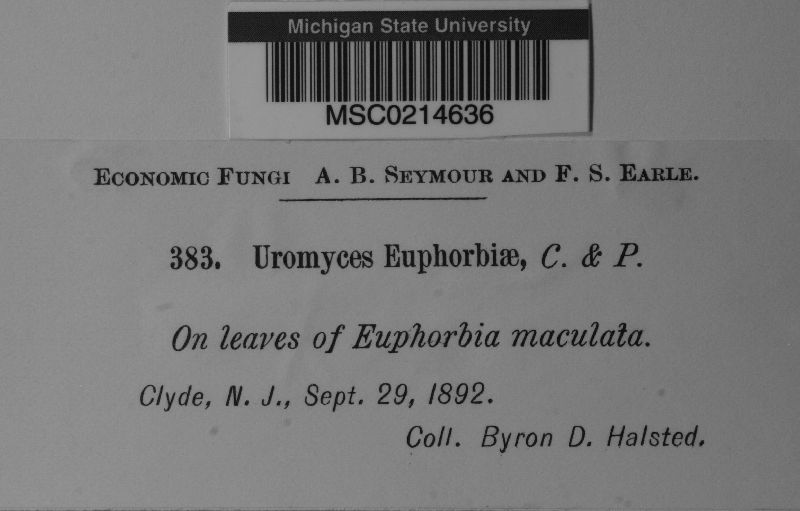 Michigan State University
MSC0214636
Economic Fungi A. B. Seymour and F. S. Earle.
383. Uromyces Euphorbiæ, C. & P.
On leaves of Euphorbia maculata.
Clyde, N. J., Sept. 29, 1892.
Coll. Byron D. Halsted.